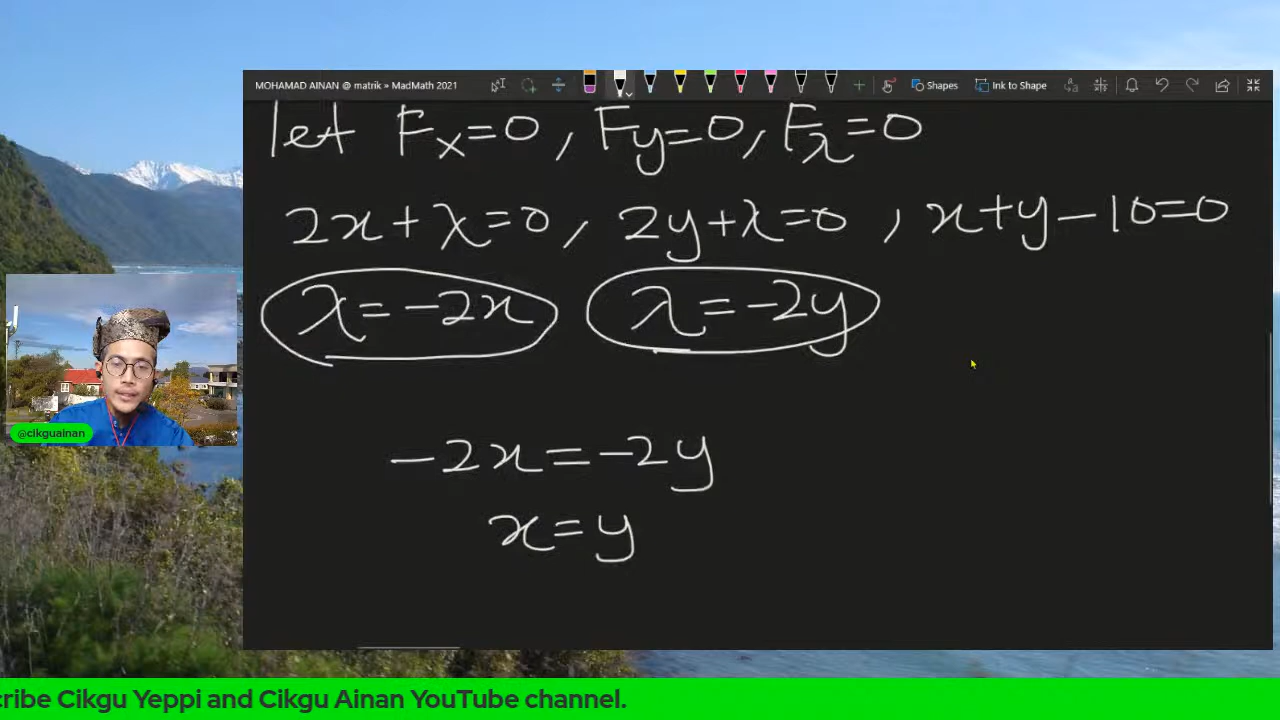 MOHAMAD AINAN @ matrik » MadMath 2021
Shapes
Ink to Shape
let Fx=0, Fy=0, Fλ=0
2x+λ=0, 2y+λ=0, x+y-10=0
λ=-2x λ=-2y
-2x=-2y
x=y
@cikguainan
cribe Cikgu Yeppi and Cikgu Ainan YouTube channel.